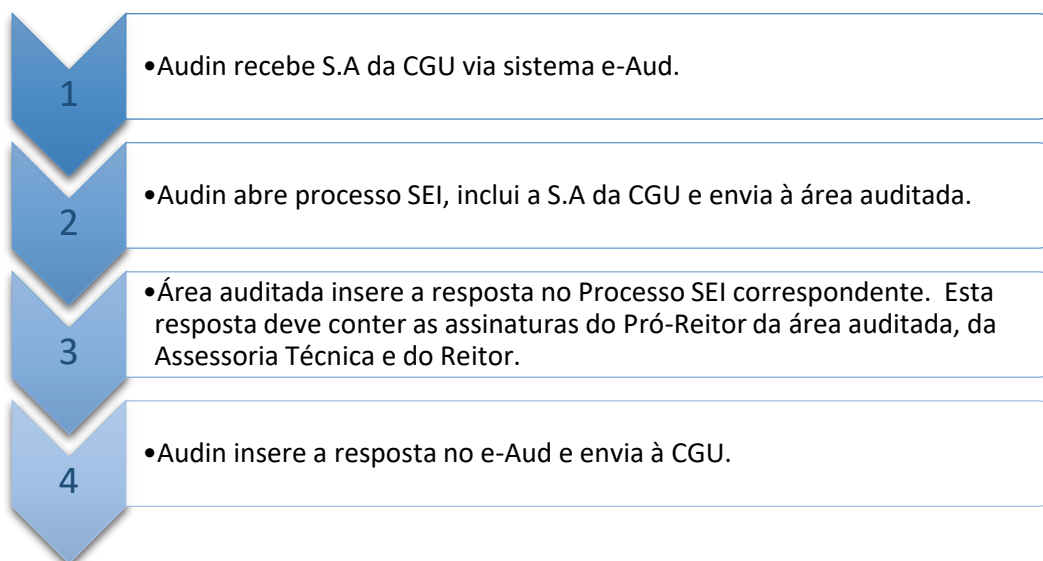 1
•Audin recebe S.A da CGU via sistema e-Aud.
2
•Audin abre processo SEI, inclui a S.A da CGU e envia à área auditada.
3
•Área auditada insere a resposta no Processo SEI correspondente.  Esta
resposta deve conter as assinaturas do Pró-Reitor da área auditada, da
Assessoria Técnica e do Reitor.
4
•Audin insere a resposta no e-Aud e envia à CGU.